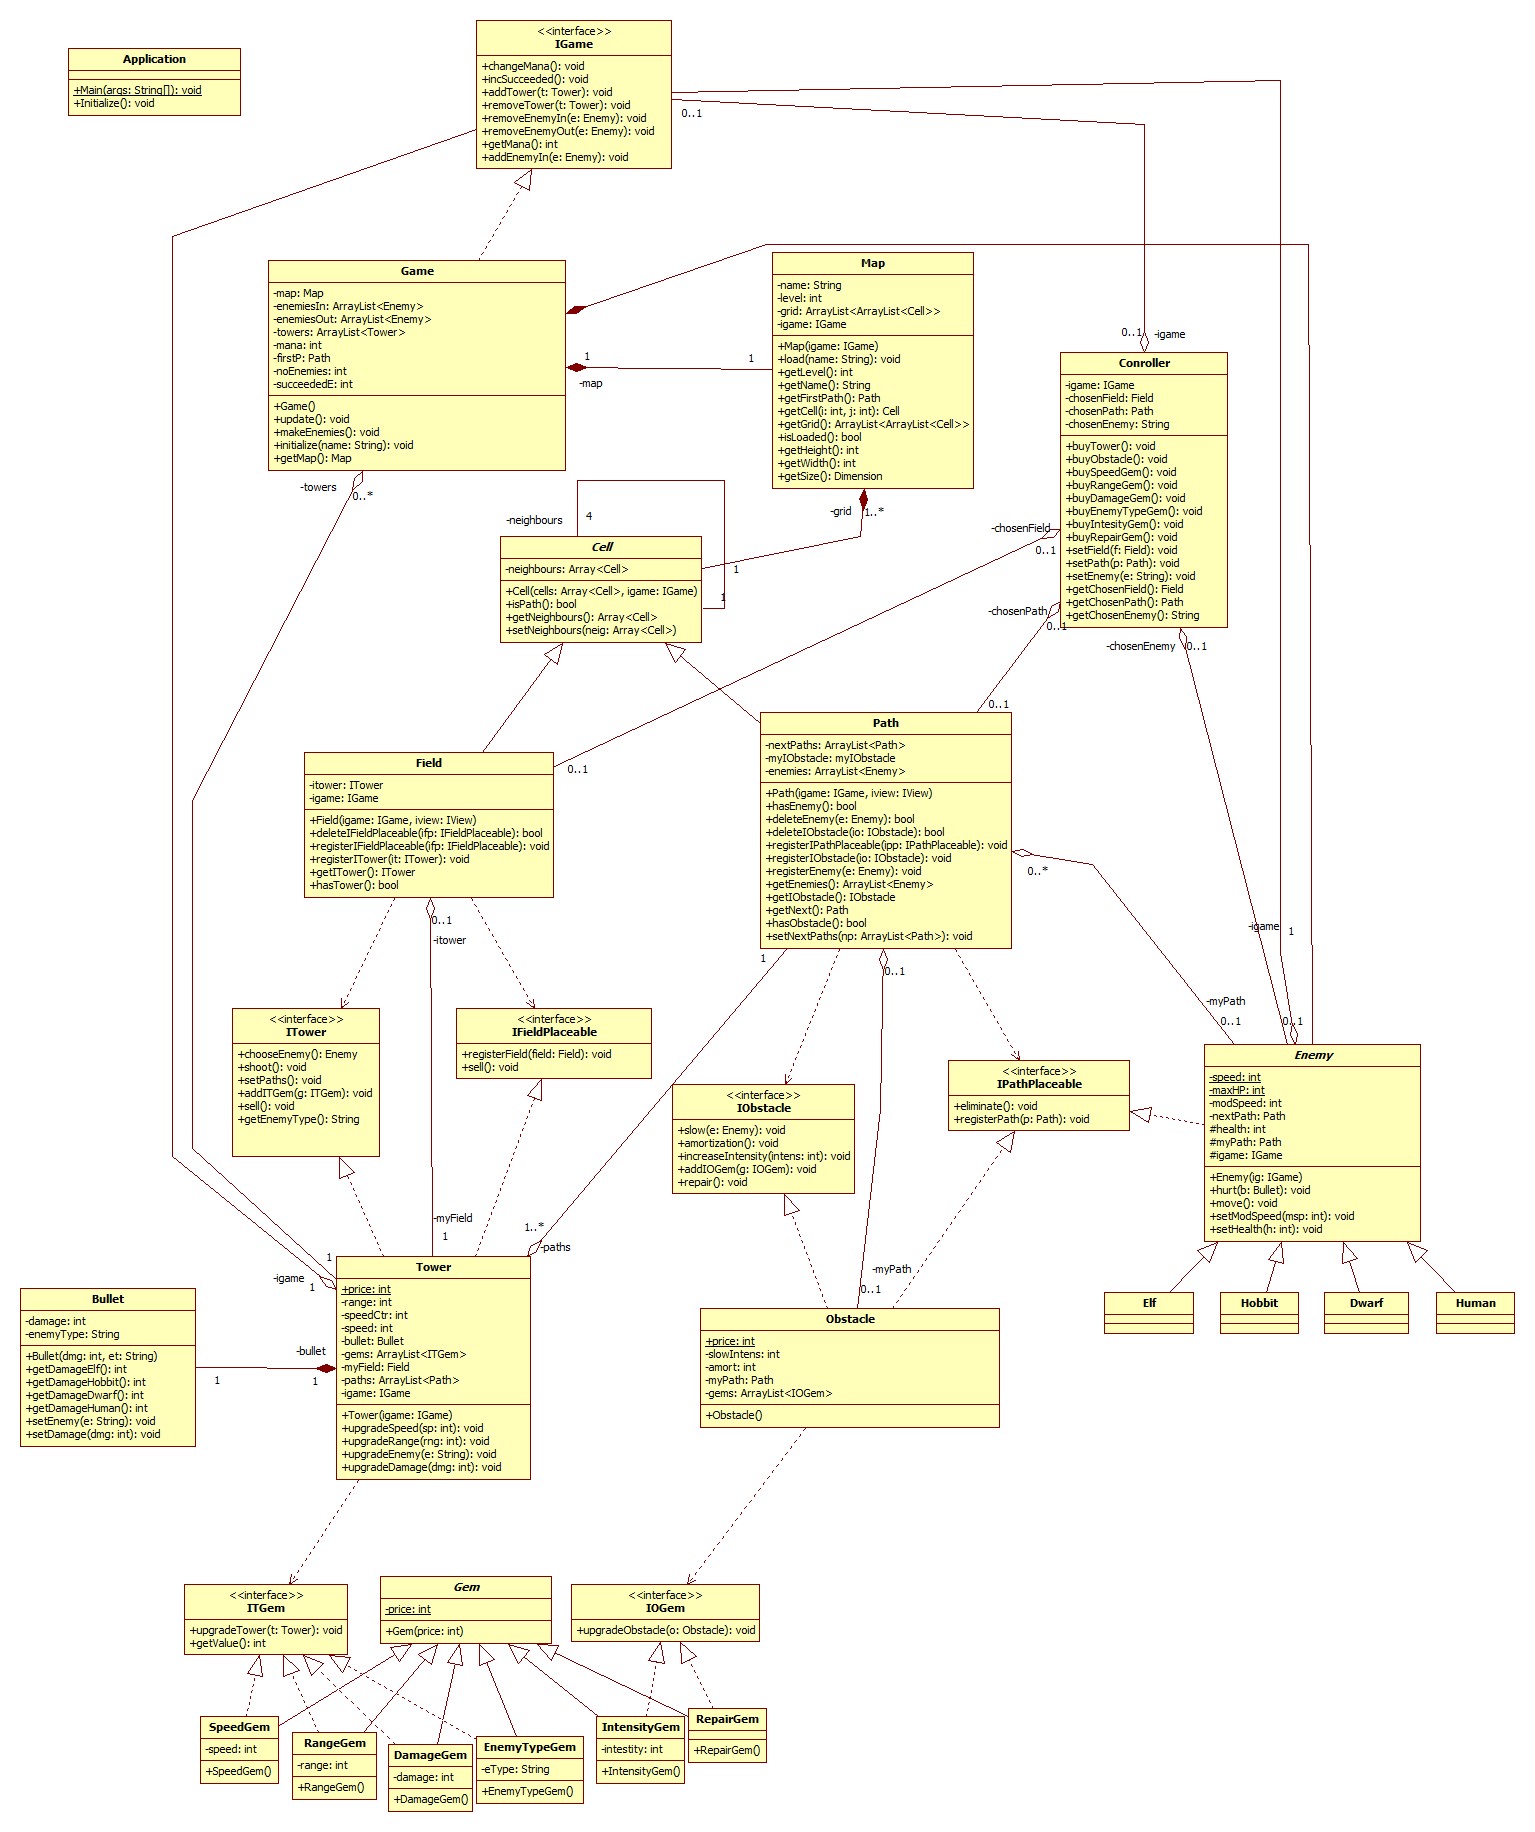 <<interface>>
IGame
+changeMana(): void
+incSucceeded(): void
+addTower(t: Tower): void
+removeTower(t: Tower): void
+removeEnemyIn(e: Enemy): void
+removeEnemyOut(e: Enemy): void
+getMana(): int
+addEnemyIn(e: Enemy): void
Application
+Main(args: String[]): void
+Initialize(): void
0..1
Game
-map: Map
-enemiesIn: ArrayList<Enemy>
-enemiesOut: ArrayList<Enemy>
-towers: ArrayList<Tower>
-mana: int
-firstP: Path
-noEnemies: int
-succeededE: int
+Game()
+update(): void
+makeEnemies(): void
+initialize(name: String): void
+getMap(): Map
1
1
-map
-towers
0..*
Map
-name: String
-level: int
-grid: ArrayList<ArrayList<Cell>>
-igame: IGame
+Map(igame: IGame)
+load(name: String): void
+getLevel(): int
+getName(): String
+getFirstPath(): Path
+getCell(i: int, j: int): Cell
+getGrid(): ArrayList<ArrayList<Cell>>
+isLoaded(): bool
+getHeight(): int
+getWidth(): int
+getSize(): Dimension
-grid
1..*
0..1
-igame
Conroller
-igame: IGame
-chosenField: Field
-chosenPath: Path
-chosenEnemy: String
+buyTower(): void
+buyObstacle(): void
+buySpeedGem(): void
+buyRangeGem(): void
+buyDamageGem(): void
+buyEnemyTypeGem(): void
+buyIntesityGem(): void
+buyRepairGem(): void
+setField(f: Field): void
+setPath(p: Path): void
+setEnemy(e: String): void
+getChosenField(): Field
+getChosenPath(): Path
+getChosenEnemy(): String
-chosenField
0..1
-chosenPath
0..1
-chosenEnemy
0..1
-neighbours
4
Cell
-neighbours: Array<Cell>
+Cell(cells: Array<Cell>, igame: IGame)
+isPath(): bool
+getNeighbours(): Array<Cell>
+setNeighbours(neig: Array<Cell>)
1
1
Field
-itower: ITower
-igame: IGame
+Field(igame: IGame, iview: IView)
+deleteIFieldPlaceable(ifp: IFieldPlaceable): bool
+registerIFieldPlaceable(ifp: IFieldPlaceable): void
+registerITower(it: ITower): void
+getITower(): ITower
+hasTower(): bool
0..1
0..1
-itower
0..1
Path
-nextPaths: ArrayList<Path>
-myIObstacle: myIObstacle
-enemies: ArrayList<Enemy>
+Path(igame: IGame, iview: IView)
+hasEnemy(): bool
+deleteEnemy(e: Enemy): bool
+deleteIObstacle(io: IObstacle): bool
+registerIPathPlaceable(ipp: IPathPlaceable): void
+registerIObstacle(io: IObstacle): void
+registerEnemy(e: Enemy): void
+getEnemies(): ArrayList<Enemy>
+getIObstacle(): IObstacle
+getNext(): Path
+hasObstacle(): bool
+setNextPaths(np: ArrayList<Path>): void
0..*
1
0..1
-igame
1
-myPath
0..1
0..1
<<interface>>
ITower
+chooseEnemy(): Enemy
+shoot(): void
+setPaths(): void
+addITGem(g: ITGem): void
+sell(): void
+getEnemyType(): String
<<interface>>
IFieldPlaceable
+registerField(field: Field): void
+sell(): void
<<interface>>
IObstacle
+slow(e: Enemy): void
+amortization(): void
+increaseIntensity(intens: int): void
+addIOGem(g: IOGem): void
+repair(): void
<<interface>>
IPathPlaceable
+eliminate(): void
+registerPath(p: Path): void
Enemy
-speed: int
-maxHP: int
-modSpeed: int
-nextPath: Path
#health: int
#myPath: Path
#igame: IGame
+Enemy(ig: IGame)
+hurt(b: Bullet): void
+move(): void
+setModSpeed(msp: int): void
+setHealth(h: int): void
Elf
Hobbit
Dwarf
Human
-myField
1
1..*
-paths
1
-igame
1
-myPath
0..1
Tower
+price: int
-range: int
-speedCtr: int
-speed: int
-bullet: Bullet
-gems: ArrayList<ITGem>
-myField: Field
-paths: ArrayList<Path>
-igame: IGame
+Tower(igame: IGame)
+upgradeSpeed(sp: int): void
+upgradeRange(rng: int): void
+upgradeEnemy(e: String): void
+upgradeDamage(dmg: int): void
Bullet
-damage: int
-enemyType: String
+Bullet(dmg: int, et: String)
+getDamageElf(): int
+getDamageHobbit(): int
+getDamageDwarf(): int
+getDamageHuman(): int
+setEnemy(e: String): void
+setDamage(dmg: int): void
-bullet
1
1
Obstacle
+price: int
-slowIntens: int
-amort: int
-myPath: Path
-gems: ArrayList<IOGem>
+Obstacle()
<<interface>>
ITGem
+upgradeTower(t: Tower): void
+getValue(): int
Gem
-price: int
+Gem(price: int)
<<interface>>
IOGem
+upgradeObstacle(o: Obstacle): void
SpeedGem
-speed: int
+SpeedGem()
RangeGem
-range: int
+RangeGem()
DamageGem
-damage: int
+DamageGem()
EnemyTypeGem
-eType: String
+EnemyTypeGem()
IntensityGem
-intestity: int
+IntensityGem()
RepairGem
+RepairGem()